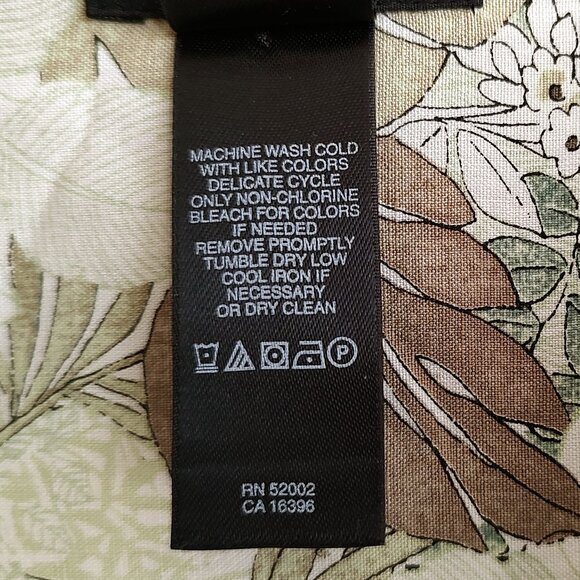 MACHINE WASH COLD
WITH LIKE COLORS
DELICATE CYCLE
ONLY NON-CHLORINE
BLEACH FOR COLORS
IF NEEDED
REMOVE PROMPTLY
TUMBLE DRY LOW
COOL IRON IF
NECESSARY
OR DRY CLEAN
P
RN 52002
CA 16396